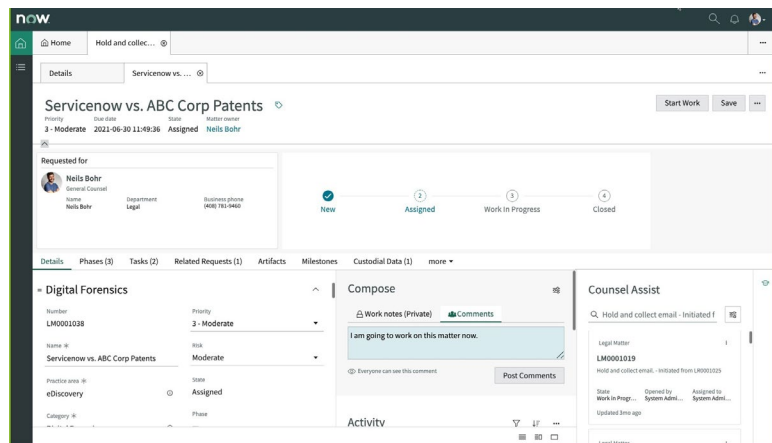 now.
Home
Hold and collec...
Details
Servicenow vs. ...
Servicenow vs. ABC Corp Patents
Start Work
Save
Priority
Due date
State
Matter owner
3 - Moderate
2021-06-30 11:49:36
Assigned
Neils Bohr
Requested for
Neils Bohr
General Counsel
Name
Department
Business phone
Neils Bohr
Legal
(408) 781-9460
2
3
4
New
Assigned
Work In Progress
Closed
Details
Phases (3)
Tasks (2)
Related Requests (1)
Artifacts
Milestones
Custodial Data (1)
more
Digital Forensics
Number
Priority
LM0001038
3 - Moderate
Name
Risk
Servicenow vs. ABC Corp Patents
Moderate
Practice area
State
eDiscovery
Assigned
Category
Phase
Compose
Work notes (Private)
Comments
I am going to work on this matter now.
Everyone can see this comment
Post Comments
Activity
Counsel Assist
Hold and collect email - Initiated f
Legal Matter
LM0001019
Hold and collect email. - Initiated from LR0001025
State
Opened by
Assigned to
Work in Progr...
System Admi...
System Admi...
Updated 3mo ago